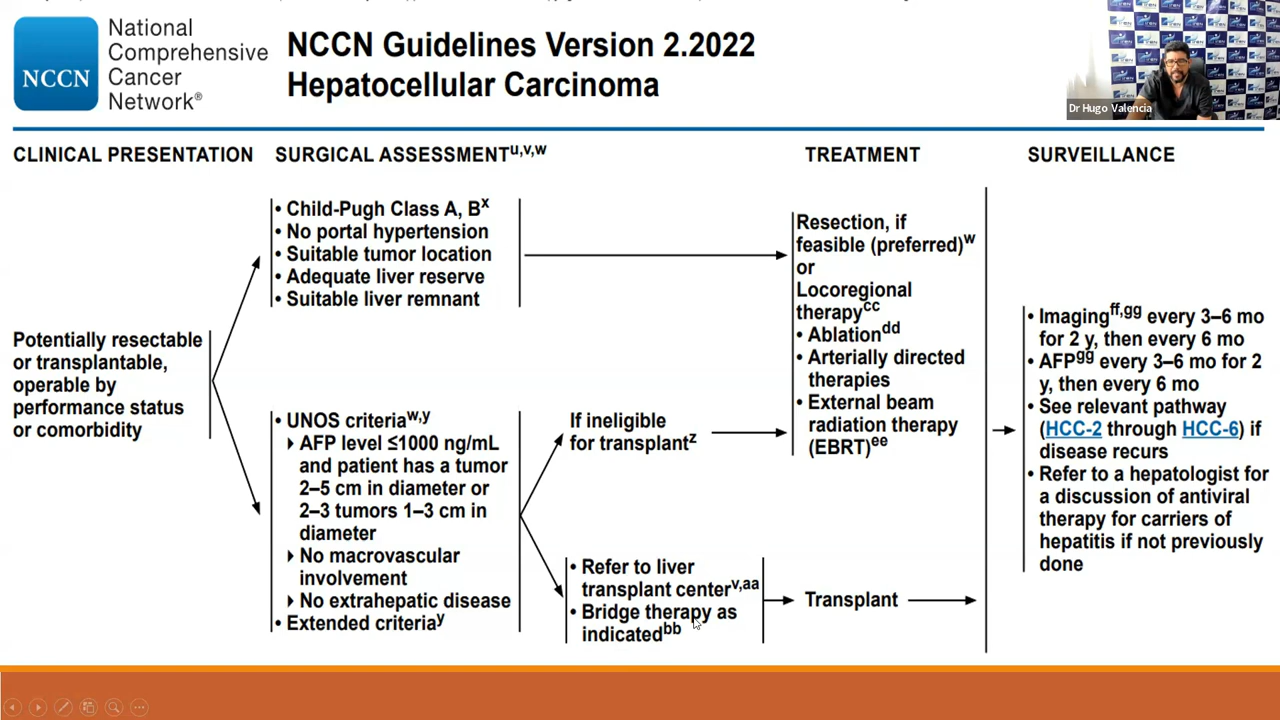 National
Comprehensive
Cancer
Network®
NCCN
NCCN Guidelines Version 2.2022
Hepatocellular Carcinoma
Dr Hugo Valencia
CLINICAL PRESENTATION
SURGICAL ASSESSMENTu,v,w
TREATMENT
SURVEILLANCE
Potentially resectable
or transplantable,
operable by
performance status
or comorbidity
• Child-Pugh Class A, Bx
• No portal hypertension
• Suitable tumor location
• Adequate liver reserve
• Suitable liver remnant
• UNOS criteriaw,y
AFP level ≤1000 ng/mL
and patient has a tumor
2–5 cm in diameter or
2–3 tumors 1–3 cm in
diameter
No macrovascular
involvement
No extrahepatic disease
• Extended criteriay
If ineligible
for transplantz
• Refer to liver
transplant centerv,aa
• Bridge therapy as
indicatedbb
Resection, if
feasible (preferred)w
or
Locoregional
therapycc
• Ablationdd
• Arterially directed
therapies
• External beam
radiation therapy
(EBRT)ee
Transplant
• Imagingff,gg every 3–6 mo
for 2 y, then every 6 mo
• AFPgg every 3–6 mo for 2
y, then every 6 mo
• See relevant pathway
(HCC-2 through HCC-6) if
disease recurs
• Refer to a hepatologist for
a discussion of antiviral
therapy for carriers of
hepatitis if not previously
done